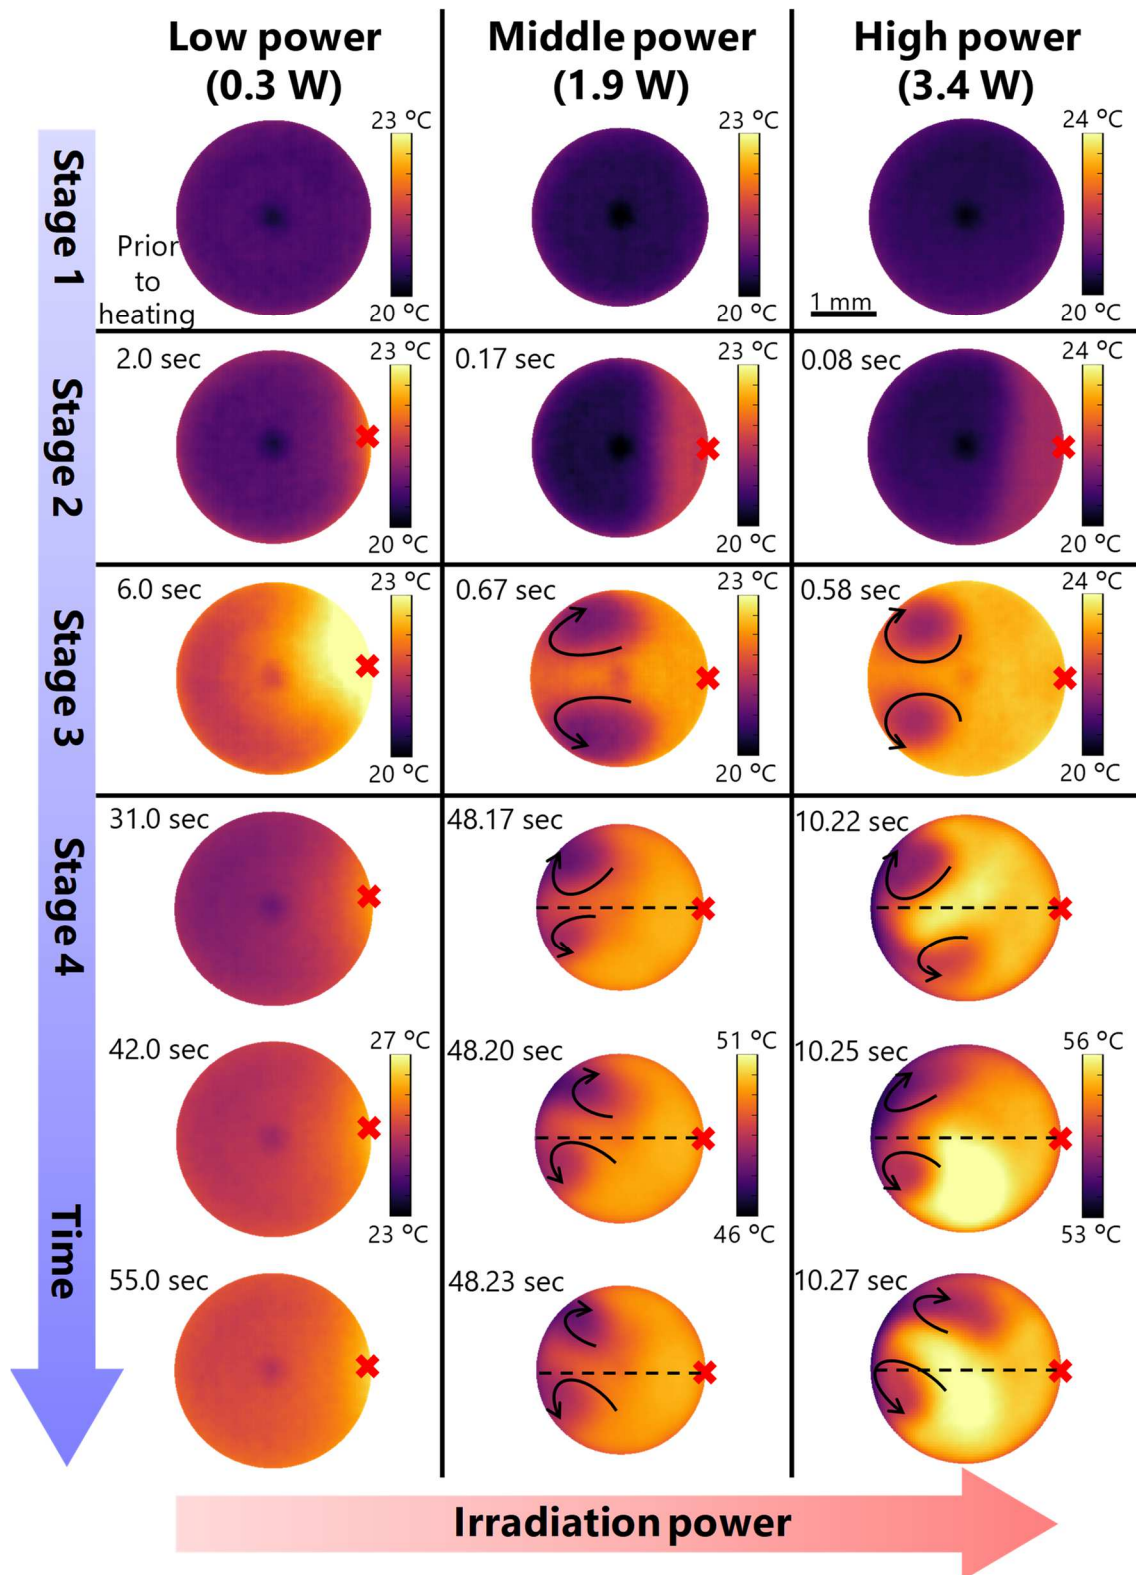 Low power
(0.3 W)
Middle power
(1.9 W)
High power
(3.4 W)
Stage 1
Prior
to
heating
23 °C
20 °C
23 °C
20 °C
1 mm
24 °C
20 °C
Stage 2
2.0 sec
23 °C
20 °C
0.17 sec
23 °C
20 °C
0.08 sec
24 °C
20 °C
Stage 3
6.0 sec
23 °C
20 °C
0.67 sec
23 °C
20 °C
0.58 sec
24 °C
20 °C
Stage 4
31.0 sec
48.17 sec
10.22 sec
42.0 sec
27 °C
23 °C
48.20 sec
51 °C
46 °C
10.25 sec
56 °C
53 °C
Time
55.0 sec
48.23 sec
10.27 sec
Irradiation power